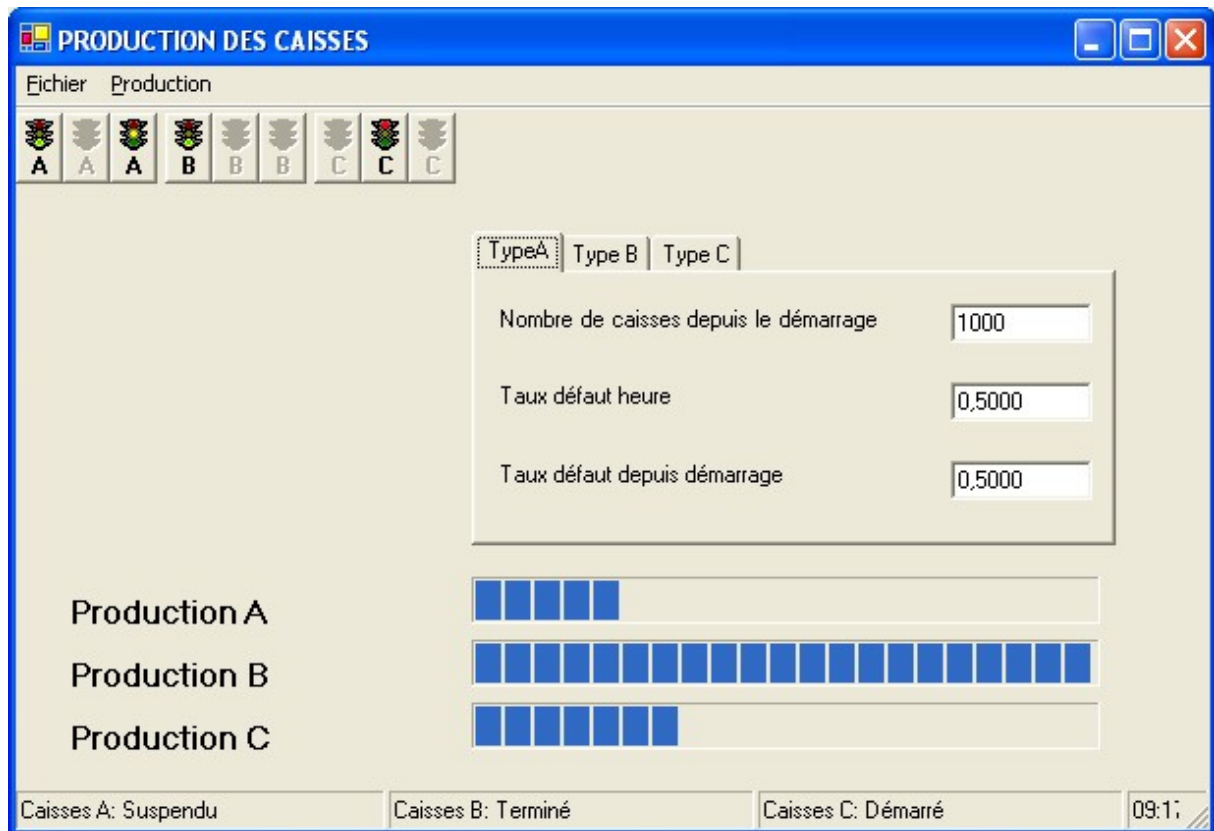 PRODUCTION DES CAISSES
Fichier Production
A A A B B B C C C
TypeA Type B Type C
Nombre de caisses depuis le démarrage 1000
Taux défaut heure 0,5000
Taux défaut depuis démarrage 0,5000
Production A
Production B
Production C
Caisses A: Suspendu Caisses B: Terminé Caisses C: Démarré